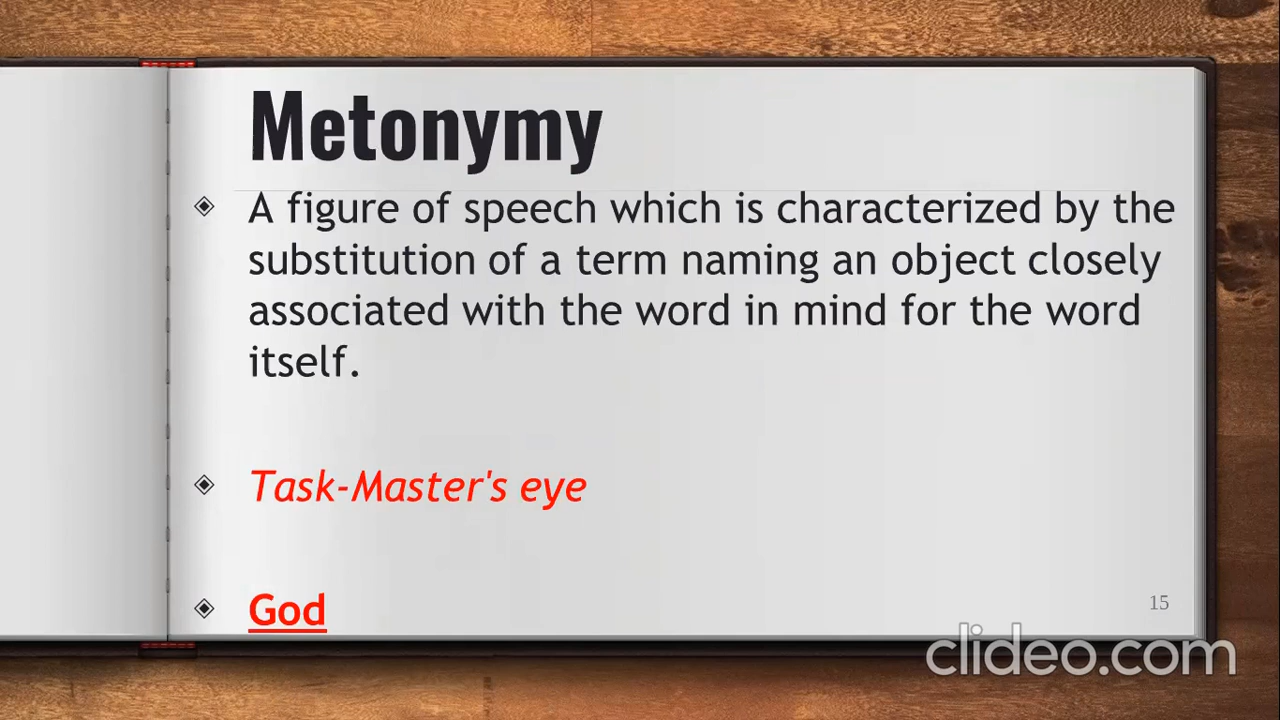 Metonymy
A figure of speech which is characterized by the
substitution of a term naming an object closely
associated with the word in mind for the word
itself.
Task-Master's eye
God
15
clideo.com